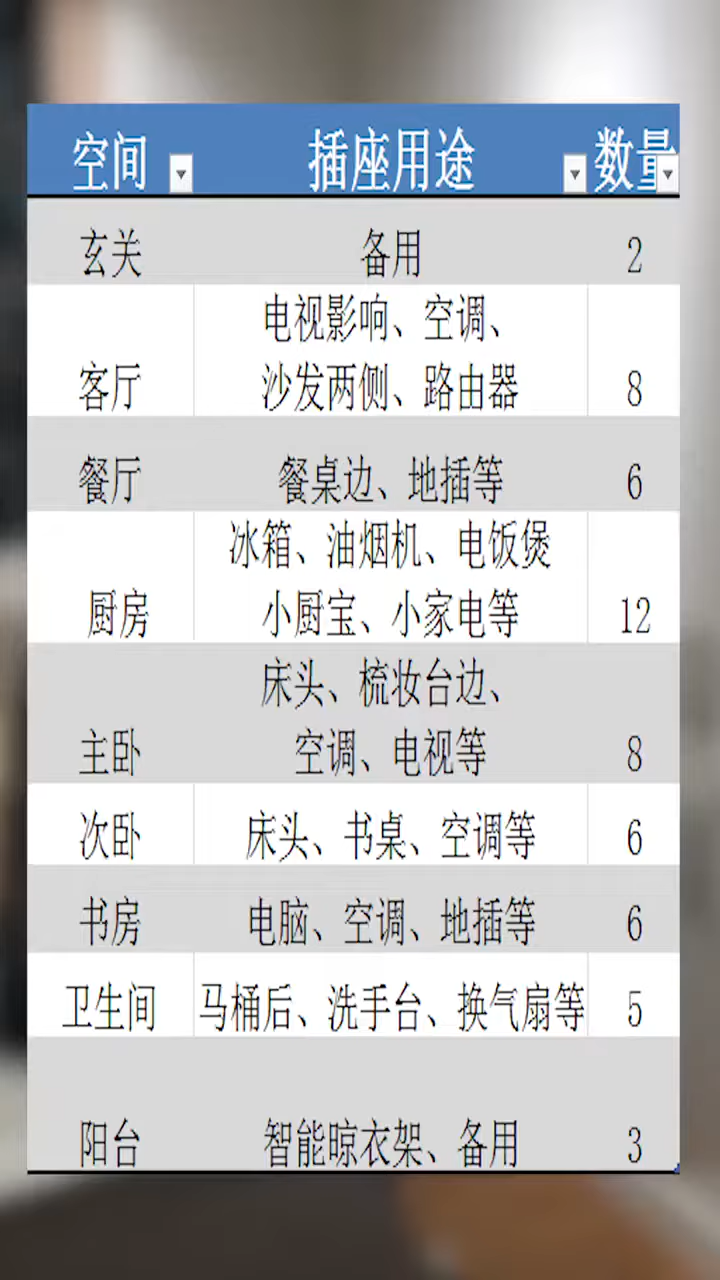 空间 插座用途 数量
玄关 备用 2
电视影响、空调、
客厅 沙发两侧、路由器 8
餐厅 餐桌边、地插等 6
冰箱、油烟机、电饭煲
厨房 小厨宝、小家电等 12
床头、梳妆台边、
主卧 空调、电视等 8
次卧 床头、书桌、空调等 6
书房 电脑、空调、地插等 6
卫生间 马桶后、洗手台、换气扇等 5
阳台 智能晾衣架、备用 3